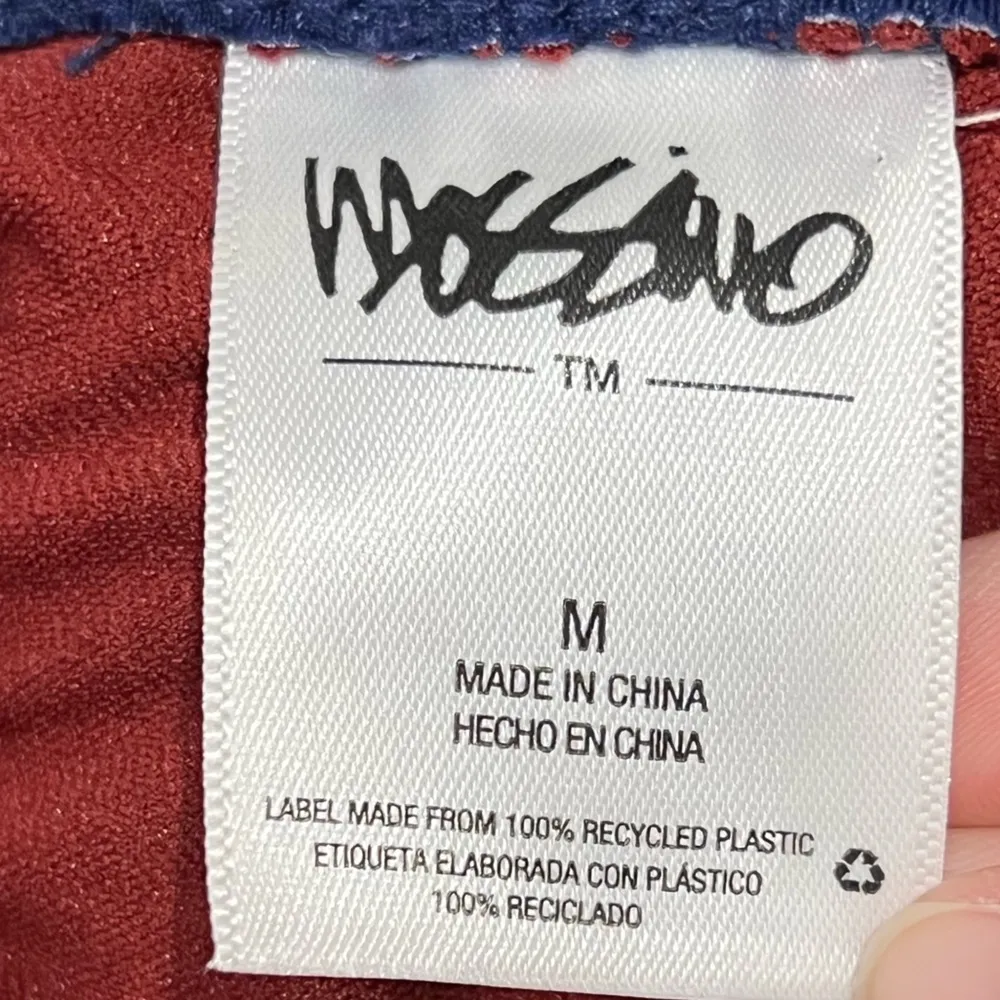 MOSSIMO
TM
M
MADE IN CHINA
HECHO EN CHINA
LABEL MADE FROM 100% RECYCLED PLASTIC
ETIQUETA ELABORADA CON PLÁSTICO
100% RECICLADO